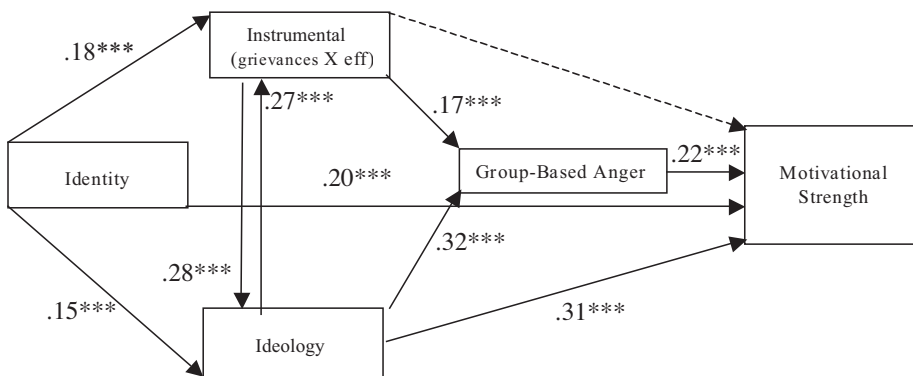 Instrumental
(grievances X eff)
.18***
.27***
.17***
Identity
.20***
Group-Based Anger
.22***
Motivational
Strength
.28***
.32***
.15***
Ideology
.31***